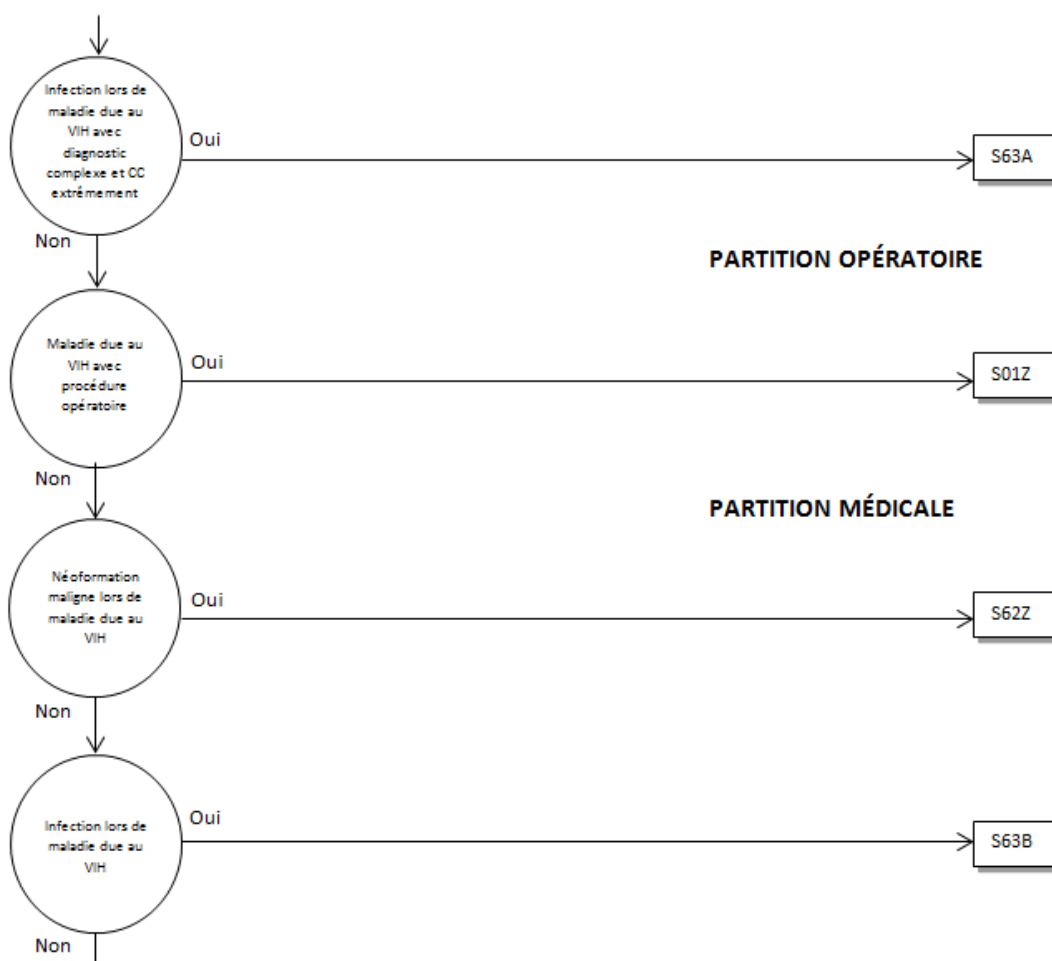 Infection lors de
maladie due au
VIH avec
diagnostic
complexe et CC
extrêmement
Oui
S63A
Non
PARTITION OPÉRATOIRE
Maladie due au
VIH avec
procédure
opératoire
Oui
S01Z
Non
PARTITION MÉDICALE
Néoformation
maligne lors de
maladie due au
VIH
Oui
S62Z
Non
Infection lors de
maladie due au
VIH
Oui
S63B
Non